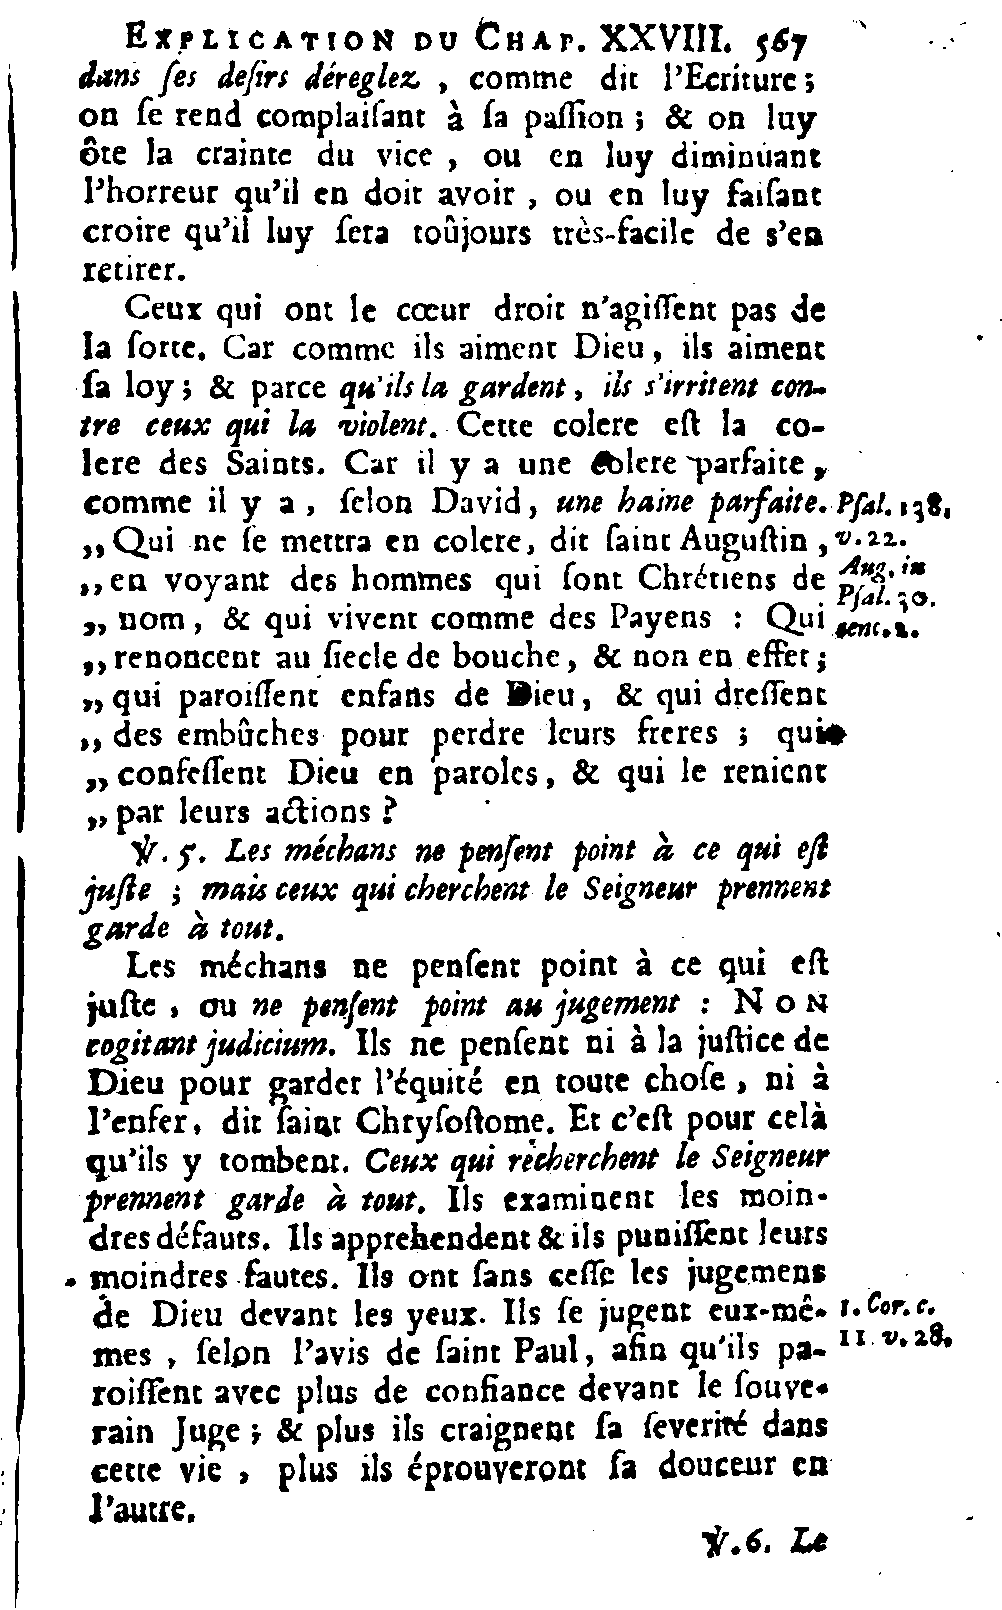 EXPLICATION DU CHAP. XXVIII. 567
dans ſes deſirs déreglez, comme dit l'Ecriture;
on ſe rend complaiſant à ſa paſſion; & on luy
ôte la crainte du vice, ou en luy diminuant
l'horreur qu'il en doit avoir, ou en luy faiſant
croire qu'il luy ſera toûjours très-facile de s'en
retirer.
Ceux qui ont le cœur droit n'agiſſent pas de
la ſorte. Car comme ils aiment Dieu, ils aiment
ſa loy; & parce qu'ils la gardent, ils s'irritent con-
tre ceux qui la violent. Cette colere eſt la co-
lere des Saints. Car il y a une colere parfaite,
comme il y a, ſelon David, une haine parfaite. Pſal. 138.
„ Qui ne ſe mettra en colere, dit ſaint Auguſtin, v. 22.
„ en voyant des hommes qui ſont Chrétiens de Aug. in
„ nom, & qui vivent comme des Payens : Qui Pſal. 30.
ſenc. 2.
„ renoncent au ſiecle de bouche, & non en effet;
„ qui paroiſſent enfans de Dieu, & qui dreſſent
„ des embûches pour perdre leurs freres; qui
„ confeſſent Dieu en paroles, & qui le renient
„ par leurs actions ?
℣. 5. Les méchans ne penſent point à ce qui eſt
juſte; mais ceux qui cherchent le Seigneur prennent
garde à tout.
Les méchans ne penſent point à ce qui eſt
juſte, ou ne penſent point au jugement : NON
cogitant judicium. Ils ne penſent ni à la juſtice de
Dieu pour garder l'équité en toute choſe, ni à
l'enfer, dit ſaint Chryſoſtome. Et c'eſt pour celà
qu'ils y tombent. Ceux qui recherchent le Seigneur
prennent garde à tout. Ils examinent les moin-
dres défauts. Ils apprehendent & ils puniſſent leurs
moindres fautes. Ils ont ſans ceſſe les jugemens
de Dieu devant les yeux. Ils ſe jugent eux-mê- 1. Cor. c.
mes, ſelon l'avis de ſaint Paul, afin qu'ils pa- 11. v. 28.
roiſſent avec plus de confiance devant le ſouve-
rain Juge; & plus ils craignent ſa ſeverité dans
cette vie, plus ils éprouveront ſa douceur en
l'autre.
℣. 6. Le